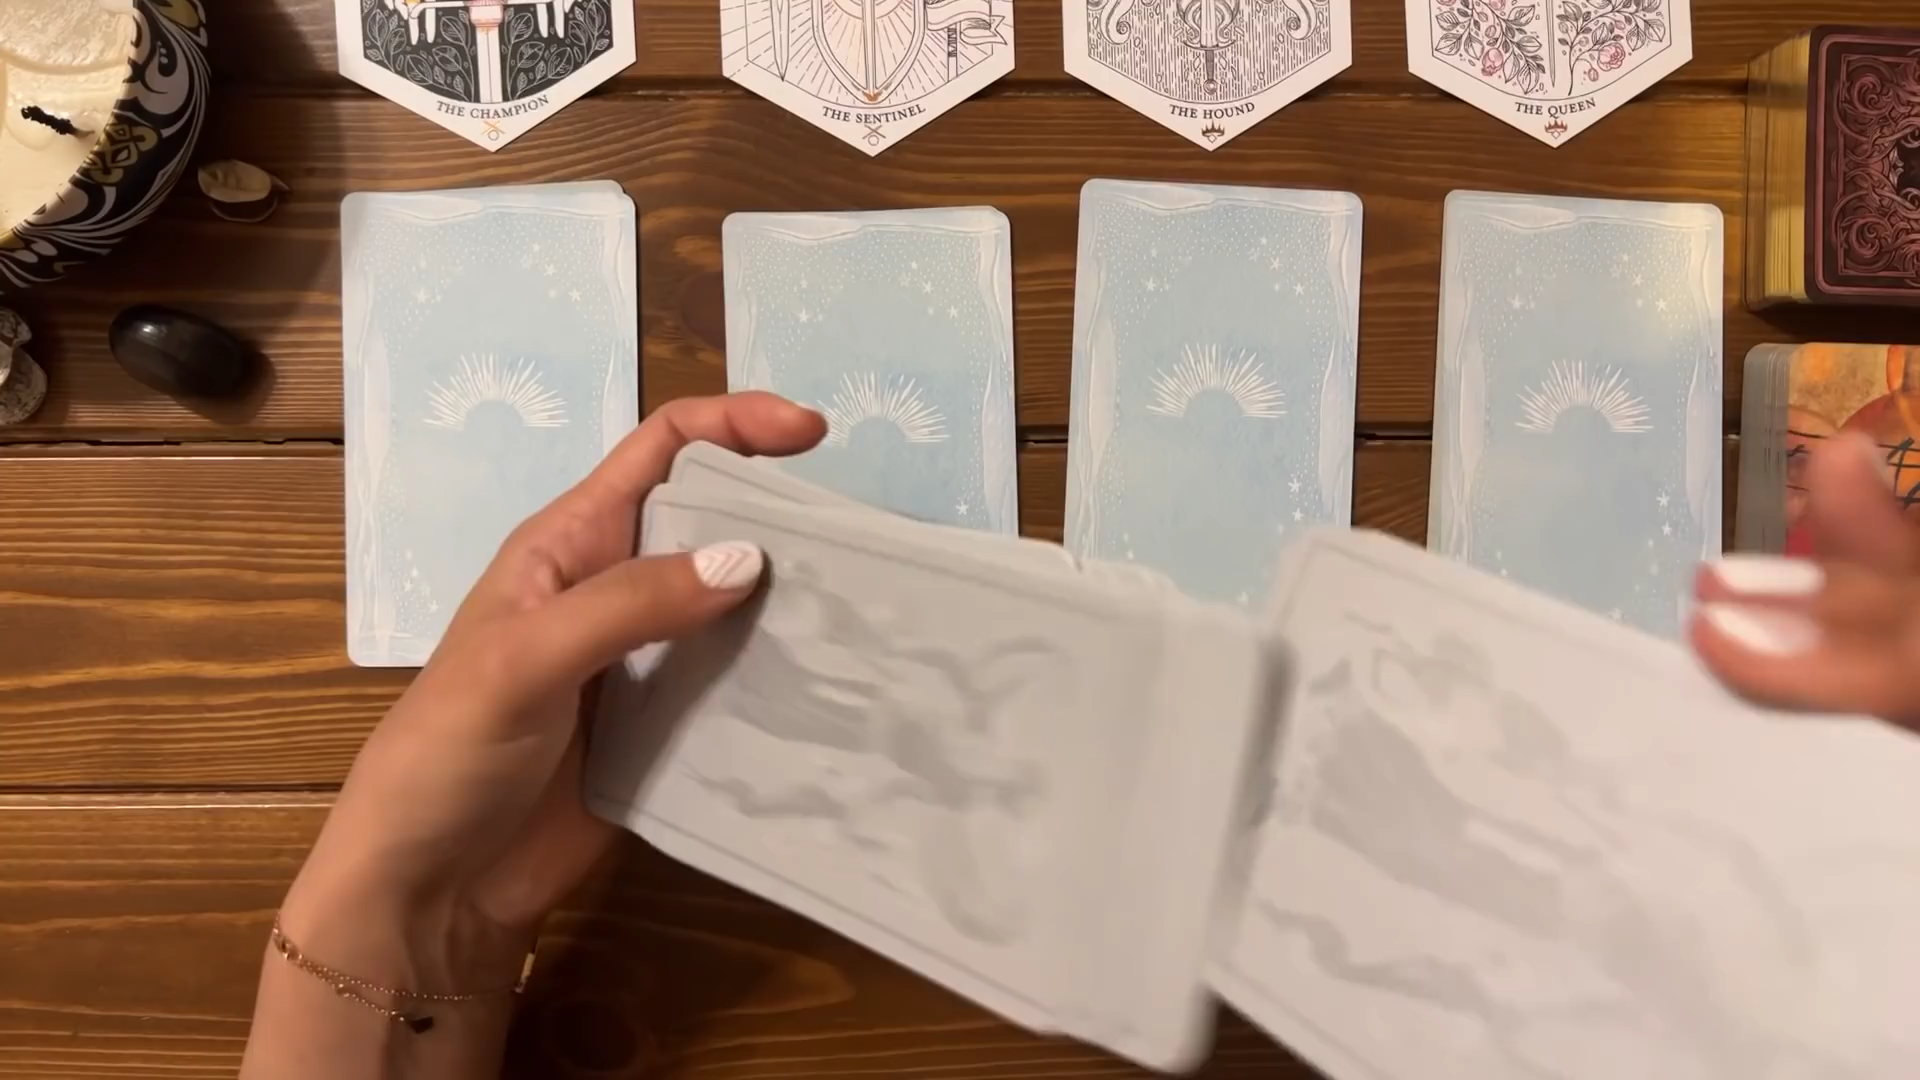 THE CHAMPION
THE SENTINEL
THE HOUND
THE QUEEN